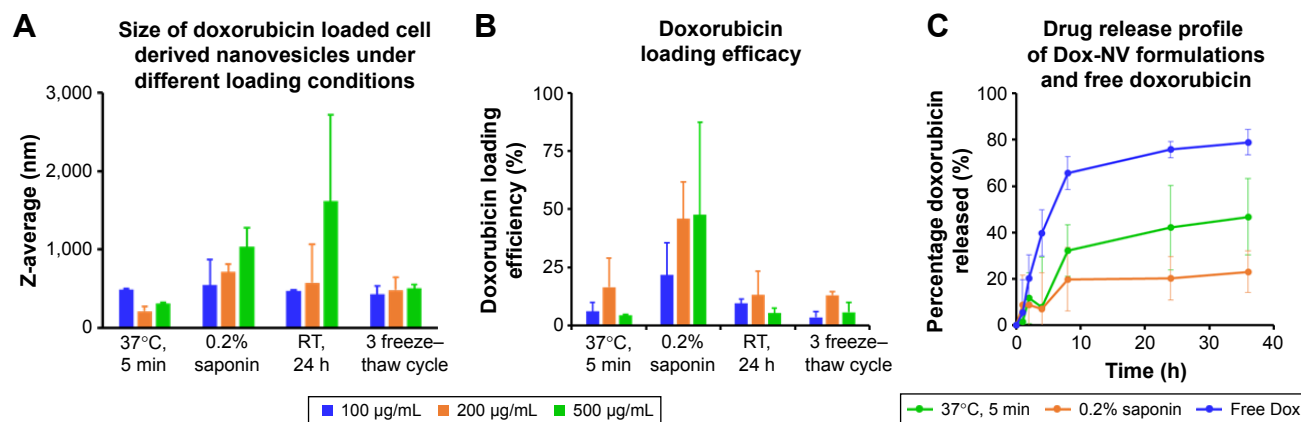 A
Size of doxorubicin loaded cell
derived nanovesicles under
different loading conditions
Z-average (nm)
3,000
2,000
1,000
0
37°C,
5 min
0.2%
saponin
RT,
24 h
3 freeze–
thaw cycle
B
Doxorubicin
loading efficacy
Doxorubicin loading
efficiency (%)
100
75
50
25
0
37°C,
5 min
0.2%
saponin
RT,
24 h
3 freeze–
thaw cycle
100 µg/mL 200 µg/mL 500 µg/mL
C
Drug release profile
of Dox-NV formulations
and free doxorubicin
Percentage doxorubicin
released (%)
100
80
60
40
20
0
0 10 20 30 40
Time (h)
37°C, 5 min 0.2% saponin Free Dox